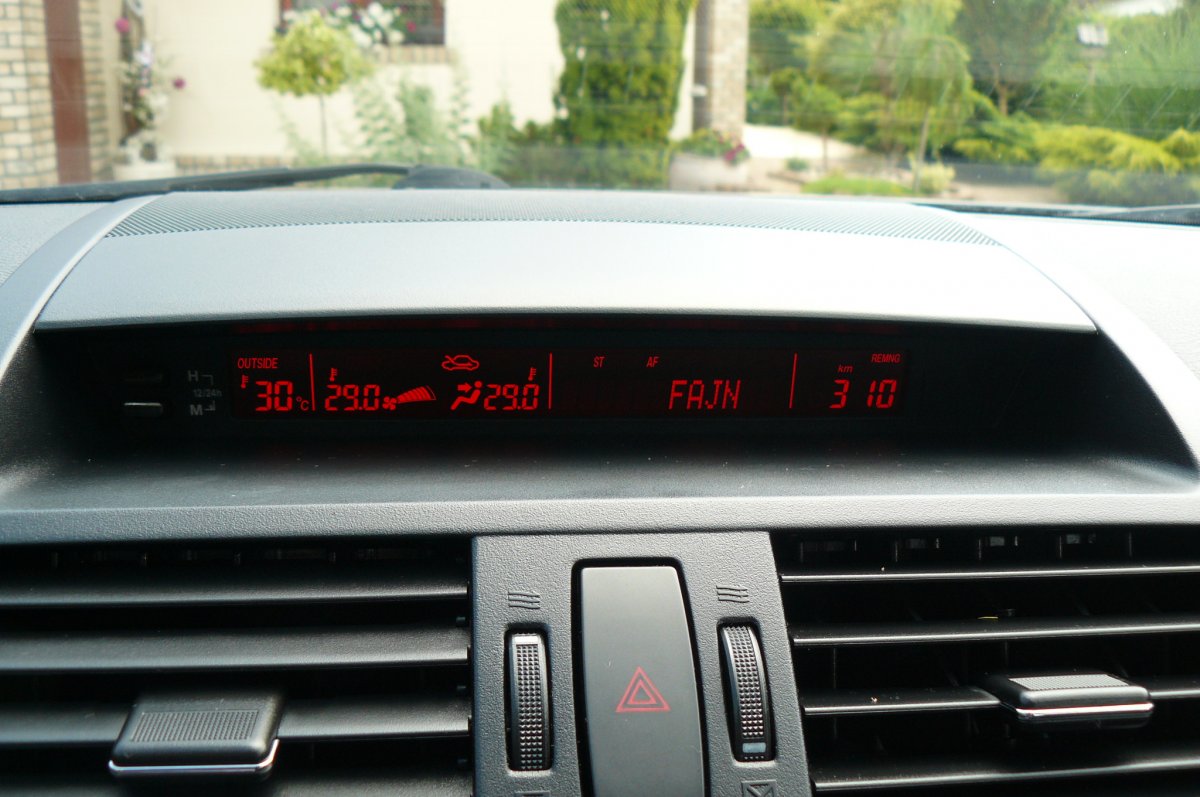 OUTSIDE
30°C
29.0
29.0
ST AF
FAJN
REMNG
km
310
H
12/24h
M